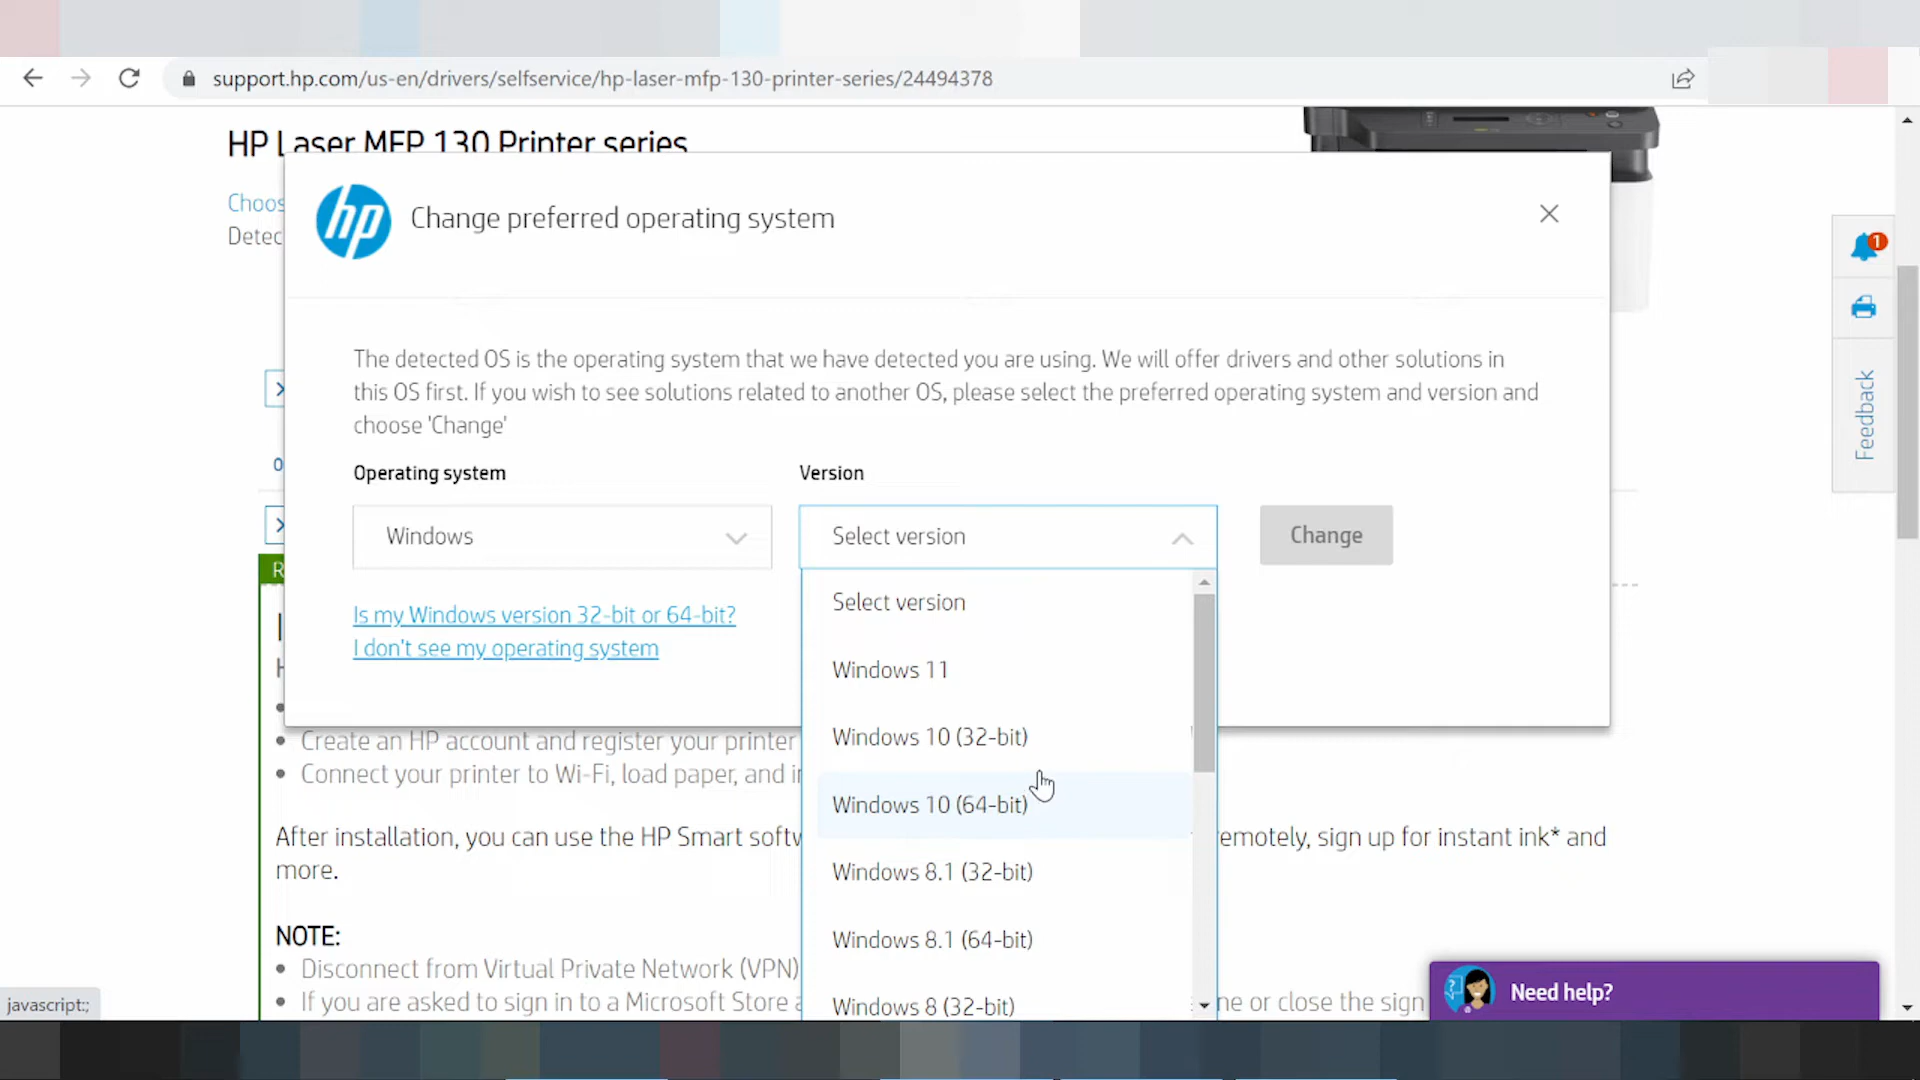 support.hp.com/us-en/drivers/selfservice/hp-laser-mfp-130-printer-series/24494378
HP Laser MFP 130 Printer series
hp Change preferred operating system
Choos
Detec
1
The detected OS is the operating system that we have detected you are using. We will offer drivers and other solutions in
this OS first. If you wish to see solutions related to another OS, please select the preferred operating system and version and
choose 'Change'
Feedback
Operating system Version
Windows Select version Change
Is my Windows version 32-bit or 64-bit?
I don't see my operating system
Select version
Windows 11
Windows 10 (32-bit)
Windows 10 (64-bit)
Windows 8.1 (32-bit)
Windows 8.1 (64-bit)
Windows 8 (32-bit)
Create an HP account and register your printer
Connect your printer to Wi-Fi, load paper, and i
After installation, you can use the HP Smart softw emotely, sign up for instant ink* and
more.
NOTE:
Disconnect from Virtual Private Network (VPN)
If you are asked to sign in to a Microsoft Store a ne or close the sign
Need help?
javascript:;